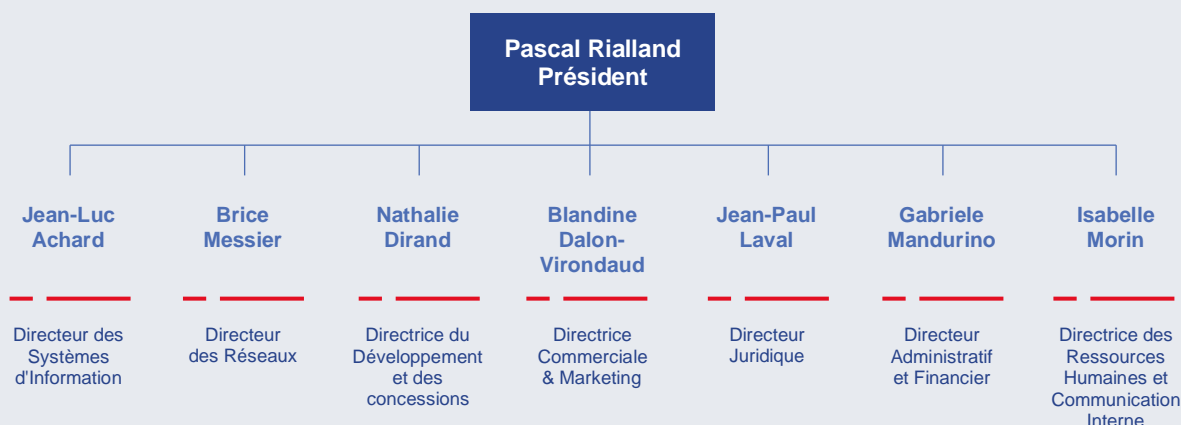 Pascal Rialland
Président
Jean-Luc
Achard
Directeur des
Systèmes
d'Information
Brice
Messier
Directeur
des Réseaux
Nathalie
Dirand
Directrice du
Développement
et des
concessions
Blandine
Dalon-
Virondaud
Directrice
Commerciale
& Marketing
Jean-Paul
Laval
Directeur
Juridique
Gabriele
Mandurino
Directeur
Administratif
et Financier
Isabelle
Morin
Directrice des
Ressources
Humaines et
Communication
Interne